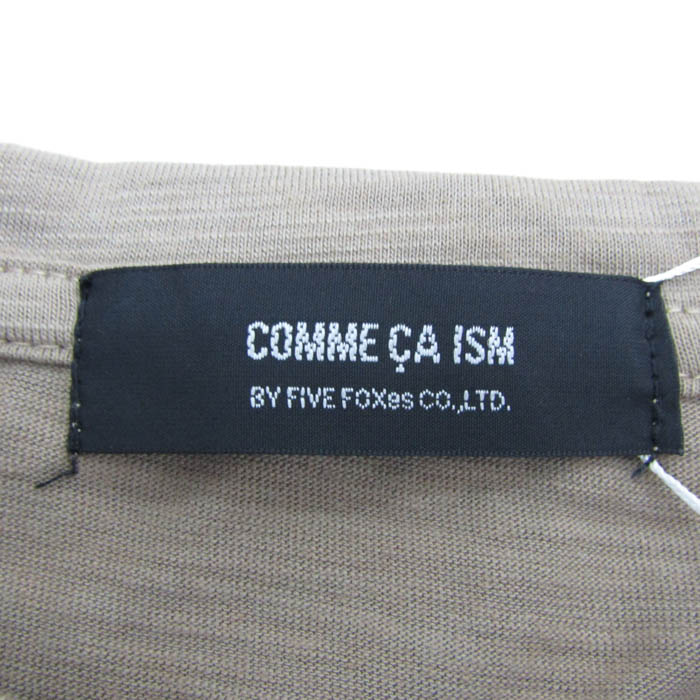 COMME ÇA ISM
BY FIVE FOXes CO.,LTD.